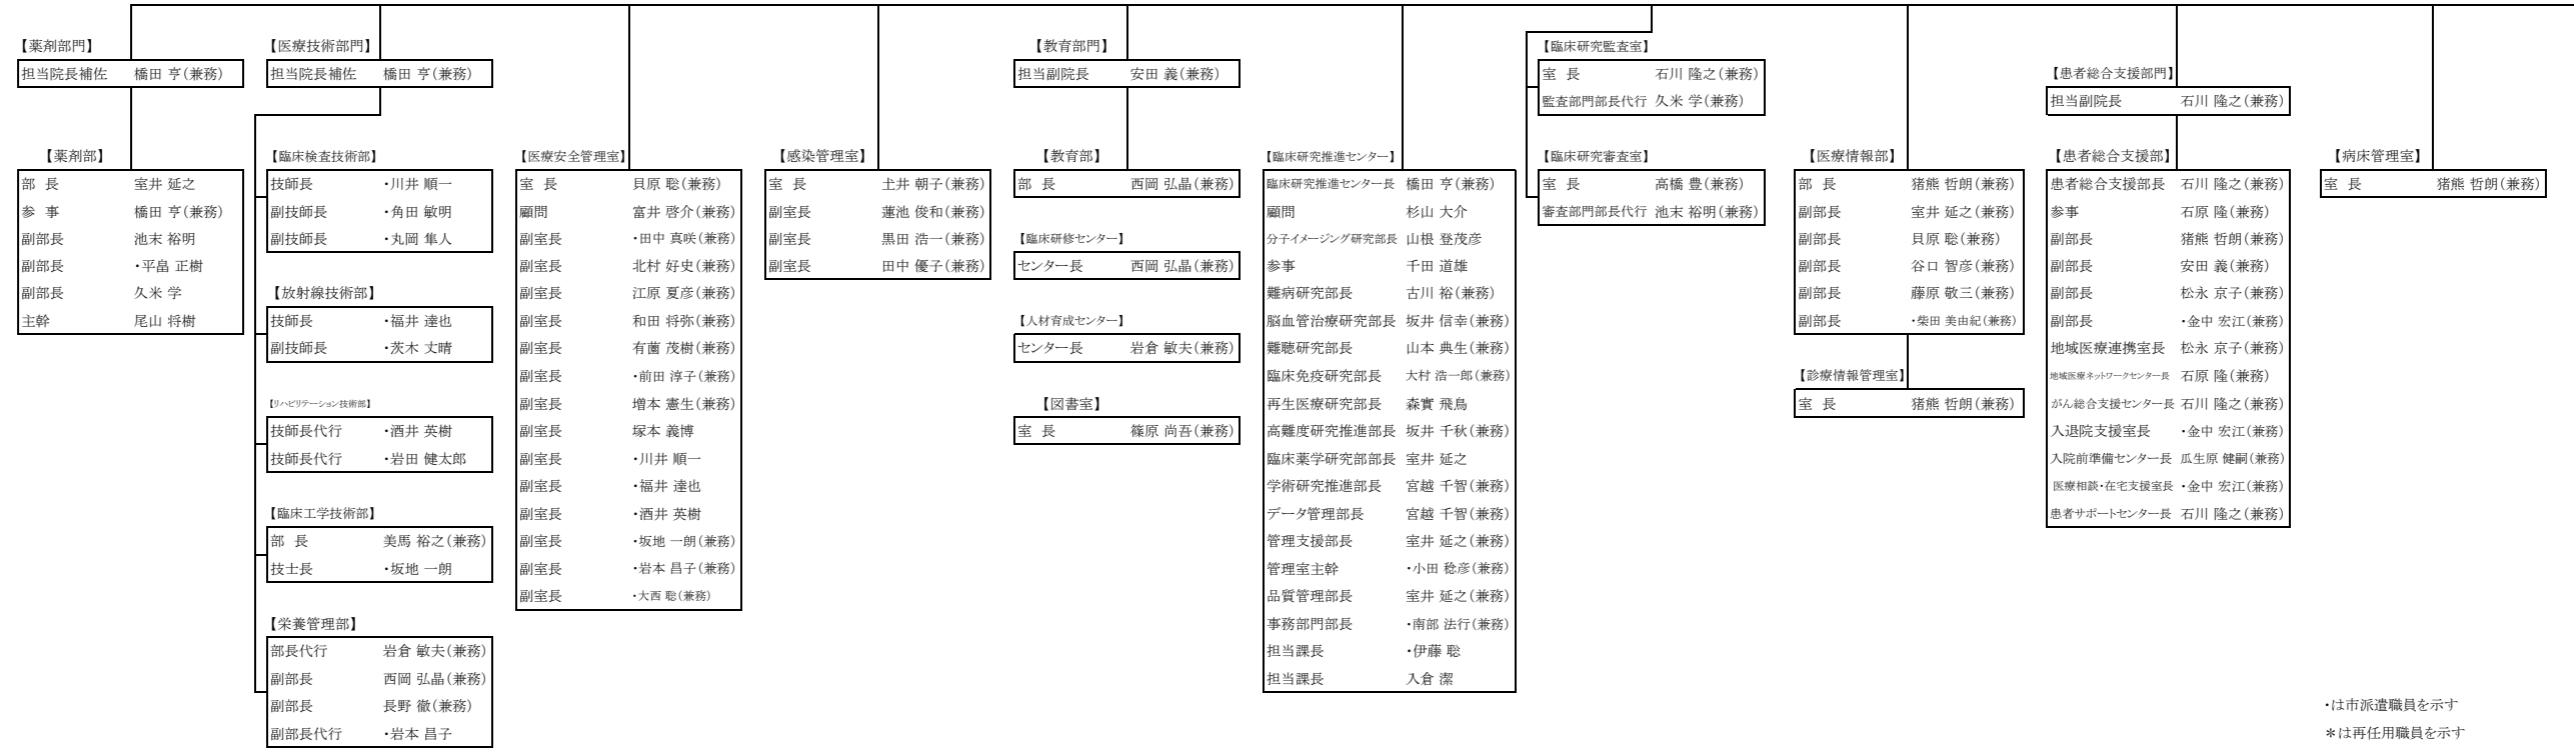 【薬剤部門】
担当院長補佐 橋田 亨(兼務)
【薬剤部】
部 長 室井 延之
参 事 橋田 亨(兼務)
副部長 池末 裕明
副部長 ・平畠 正樹
副部長 久米 学
主幹 尾山 将樹
【医療技術部門】
担当院長補佐 橋田 亨(兼務)
【臨床検査技術部】
技師長 ・川井 順一
副技師長 ・角田 敏明
副技師長 ・丸岡 隼人
【放射線技術部】
技師長 ・福井 達也
副技師長 ・茨木 丈晴
【リハビリテーション技術部】
技師長代行 ・酒井 英樹
技師長代行 ・岩田 健太郎
【臨床工学技術部】
部 長 美馬 裕之(兼務)
技士長 ・坂地 一朗
【栄養管理部】
部長代行 岩倉 敏夫(兼務)
副部長 西岡 弘晶(兼務)
副部長 長野 徹(兼務)
副部長代行 ・岩本 昌子
【医療安全管理室】
室 長 貝原 聡(兼務)
顧問 富井 啓介(兼務)
副室長 ・田中 真咲(兼務)
副室長 北村 好史(兼務)
副室長 江原 夏彦(兼務)
副室長 和田 将弥(兼務)
副室長 有薗 茂樹(兼務)
副室長 ・前田 淳子(兼務)
副室長 増本 憲生(兼務)
副室長 塚本 義博
副室長 ・川井 順一
副室長 ・福井 達也
副室長 ・酒井 英樹
副室長 ・坂地 一朗(兼務)
副室長 ・岩本 昌子(兼務)
副室長 ・大西 聡(兼務)
【感染管理室】
室 長 土井 朝子(兼務)
副室長 蓮池 俊和(兼務)
副室長 黒田 浩一(兼務)
副室長 田中 優子(兼務)
【教育部門】
担当副院長 安田 義(兼務)
【教育部】
部 長 西岡 弘晶(兼務)
【臨床研修センター】
センター長 西岡 弘晶(兼務)
【人材育成センター】
センター長 岩倉 敏夫(兼務)
【図書室】
室 長 篠原 尚吾(兼務)
【臨床研究推進センター】
臨床研究推進センター長 橋田 亨(兼務)
顧問 杉山 大介
分子イメージング研究部長 山根 登茂彦
参事 千田 道雄
難病研究部長 古川 裕(兼務)
脳血管治療研究部長 坂井 信幸(兼務)
難聴研究部長 山本 典生(兼務)
臨床免疫研究部長 大村 浩一郎(兼務)
再生医療研究部長 森實 飛鳥
高難度研究推進部長 坂井 千秋(兼務)
臨床薬学研究部部長 室井 延之
学術研究推進部長 宮越 千智(兼務)
データ管理部長 宮越 千智(兼務)
管理支援部長 室井 延之(兼務)
管理室主幹 ・小田 稔彦(兼務)
品質管理部長 室井 延之(兼務)
事務部門部長 ・南部 法行(兼務)
担当課長 ・伊藤 聡
担当課長 入倉 潔
【臨床研究監査室】
室 長 石川 隆之(兼務)
監査部門部長代行 久米 学(兼務)
【臨床研究審査室】
室 長 高橋 豊(兼務)
審査部門部長代行 池末 裕明(兼務)
【医療情報部】
部 長 猪熊 哲朗(兼務)
副部長 室井 延之(兼務)
副部長 貝原 聡(兼務)
副部長 谷口 智彦(兼務)
副部長 藤原 敬三(兼務)
副部長 ・柴田 美由紀(兼務)
【診療情報管理室】
室 長 猪熊 哲朗(兼務)
【患者総合支援部門】
担当副院長 石川 隆之(兼務)
【患者総合支援部】
患者総合支援部長 石川 隆之(兼務)
参事 石原 隆(兼務)
副部長 猪熊 哲朗(兼務)
副部長 安田 義(兼務)
副部長 松永 京子(兼務)
副部長 ・金中 宏江(兼務)
地域医療連携室長 松永 京子(兼務)
地域医療ネットワークセンター長 石原 隆(兼務)
がん総合支援センター長 石川 隆之(兼務)
入退院支援室長 ・金中 宏江(兼務)
入院前準備センター長 瓜生原 健嗣(兼務)
医療相談・在宅支援室長 ・金中 宏江(兼務)
患者サポートセンター長 石川 隆之(兼務)
【病床管理室】
室 長 猪熊 哲朗(兼務)
・は市派遣職員を示す
＊は再任用職員を示す